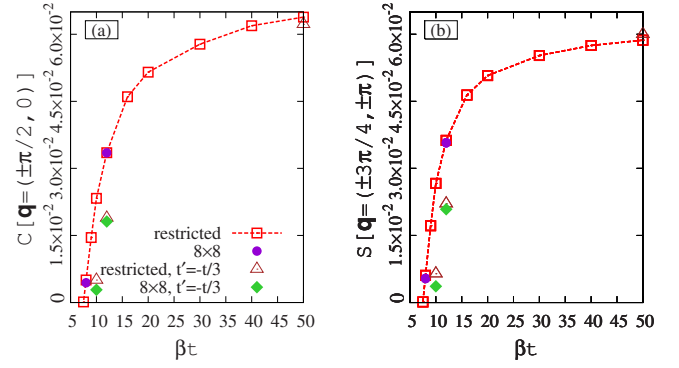 (a)
C[q=(±π/2,0)]
6.0×10⁻²
4.5×10⁻²
3.0×10⁻²
1.5×10⁻²
0
restricted
8×8
restricted, t′=-t/3
8×8, t′=-t/3
5 10 15 20 25 30 35 40 45 50
βt
(b)
S[q=(±3π/4,±π)]
6.0×10⁻²
4.5×10⁻²
3.0×10⁻²
1.5×10⁻²
0
5 10 15 20 25 30 35 40 45 50
βt